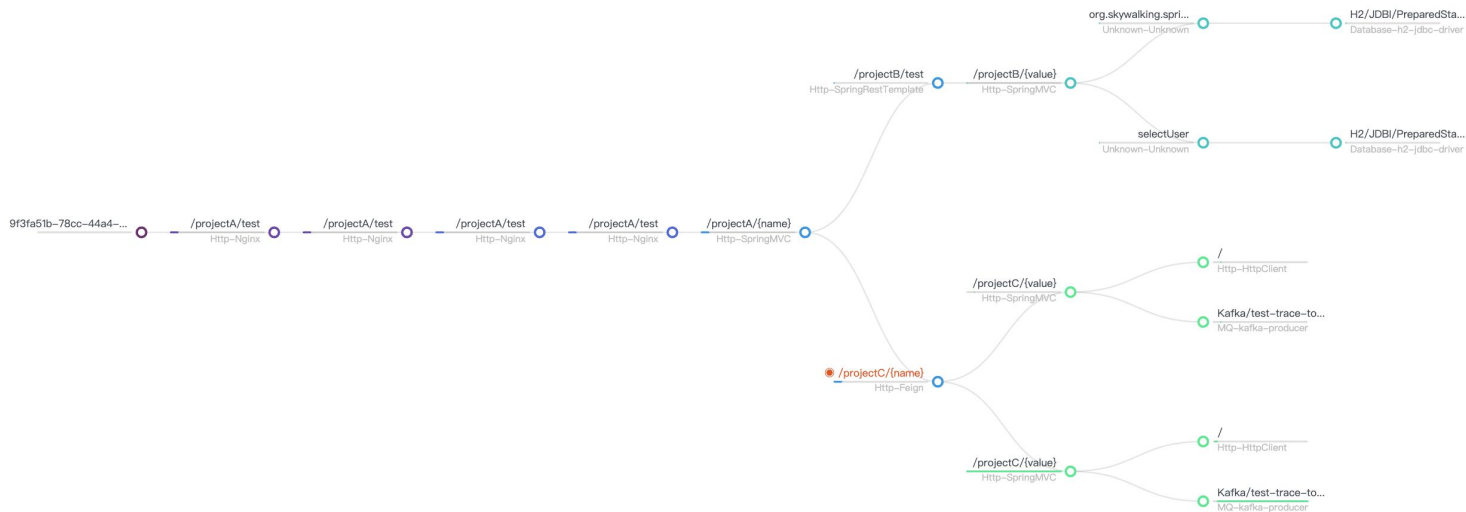 org.skywalking.spri...
Unknown-Unknown
H2/JDBI/PreparedSta...
Database-h2-jdbc-driver
/projectB/test
Http-SpringRestTemplate
/projectB/{value}
Http-SpringMVC
selectUser
Unknown-Unknown
H2/JDBI/PreparedSta...
Database-h2-jdbc-driver
9f3fa51b-78cc-44a4-...
/projectA/test
Http-Nginx
/projectA/test
Http-Nginx
/projectA/test
Http-Nginx
/projectA/test
Http-Nginx
/projectA/{name}
Http-SpringMVC
/
Http-HttpClient
/projectC/{value}
Http-SpringMVC
Kafka/test-trace-to...
MQ-kafka-producer
/projectC/{name}
Http-Feign
/
Http-HttpClient
/projectC/{value}
Http-SpringMVC
Kafka/test-trace-to...
MQ-kafka-producer